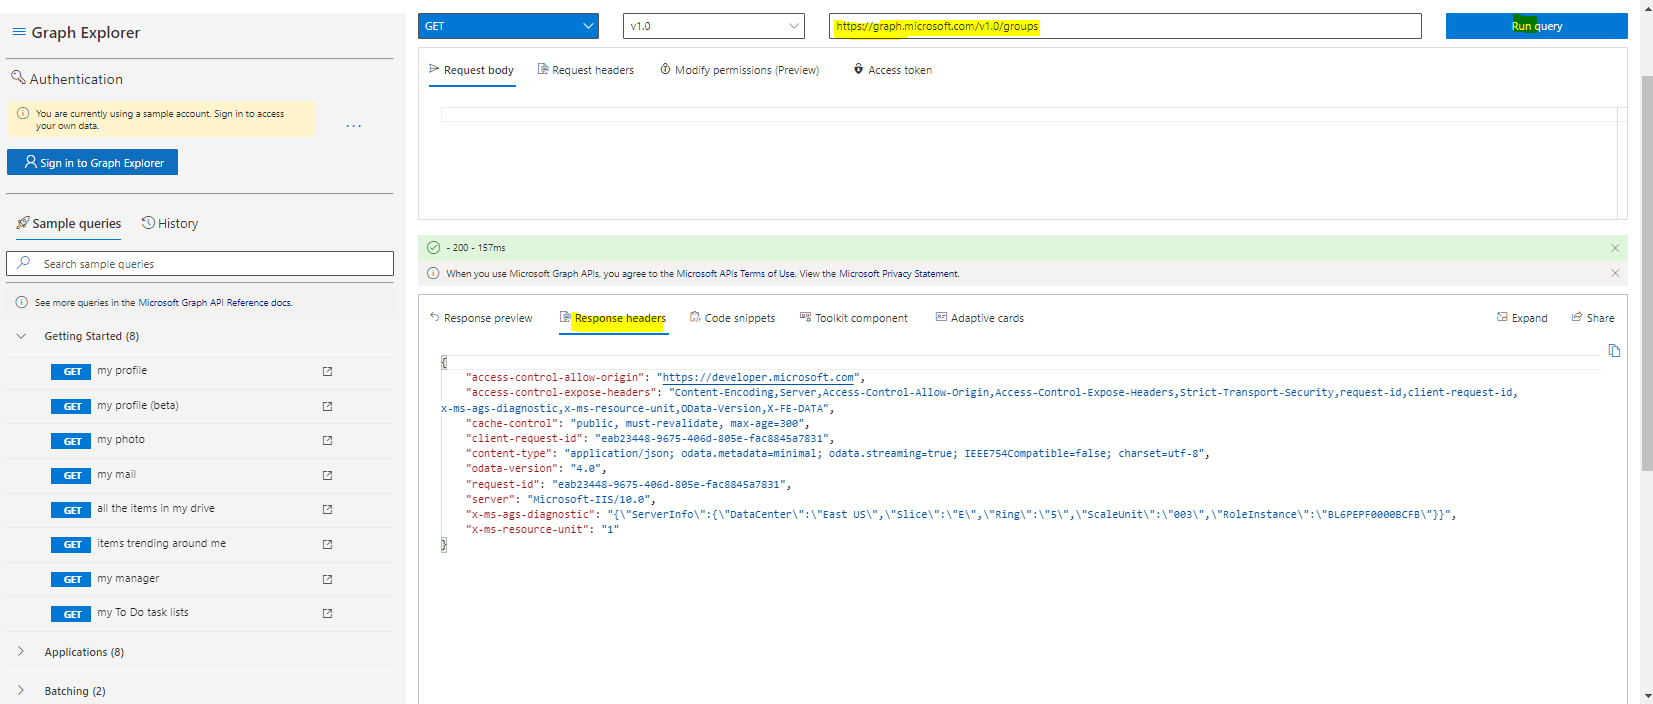 Graph Explorer
Authentication
You are currently using a sample account. Sign in to access
your own data.
...
Sign in to Graph Explorer
Sample queries
History
Search sample queries
See more queries in the Microsoft Graph API Reference docs.
Getting Started (8)
GET my profile
GET my profile (beta)
GET my photo
GET my mail
GET all the items in my drive
GET items trending around me
GET my manager
GET my To Do task lists
Applications (8)
Batching (2)
GET
v1.0
https://graph.microsoft.com/v1.0/groups
Run query
Request body
Request headers
Modify permissions (Preview)
Access token
- 200 - 157ms
When you use Microsoft Graph APIs, you agree to the Microsoft APIs Terms of Use. View the Microsoft Privacy Statement.
Response preview
Response headers
Code snippets
Toolkit component
Adaptive cards
Expand
Share
{
"access-control-allow-origin": "https://developer.microsoft.com",
"access-control-expose-headers": "Content-Encoding,Server,Access-Control-Allow-Origin,Access-Control-Expose-Headers,Strict-Transport-Security,request-id,client-request-id,
x-ms-ags-diagnostic,x-ms-resource-unit,OData-Version,X-FE-DATA",
"cache-control": "public, must-revalidate, max-age=300",
"client-request-id": "eab23448-9675-406d-805e-fac8845a7831",
"content-type": "application/json; odata.metadata=minimal; odata.streaming=true; IEEE754Compatible=false; charset=utf-8",
"odata-version": "4.0",
"request-id": "eab23448-9675-406d-805e-fac8845a7831",
"server": "Microsoft-IIS/10.0",
"x-ms-ags-diagnostic": "{\"ServerInfo\":{\"DataCenter\":\"East US\",\"Slice\":\"E\",\"Ring\":\"5\",\"ScaleUnit\":\"003\",\"RoleInstance\":\"BL6PEPF0000BCFB\"}}",
"x-ms-resource-unit": "1"
}